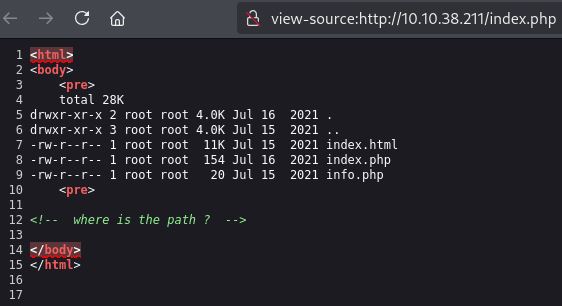 view-source:http://10.10.38.211/index.php
1 <html>
2 <body>
3     <pre>
4     total 28K
5 drwxr-xr-x 2 root root 4.0K Jul 16  2021 .
6 drwxr-xr-x 3 root root 4.0K Jul 15  2021 ..
7 -rw-r--r-- 1 root root  11K Jul 15  2021 index.html
8 -rw-r--r-- 1 root root  154 Jul 16  2021 index.php
9 -rw-r--r-- 1 root root   20 Jul 15  2021 info.php
10     <pre>
11
12 <!--  where is the path ?  -->
13
14 </body>
15 </html>
16
17